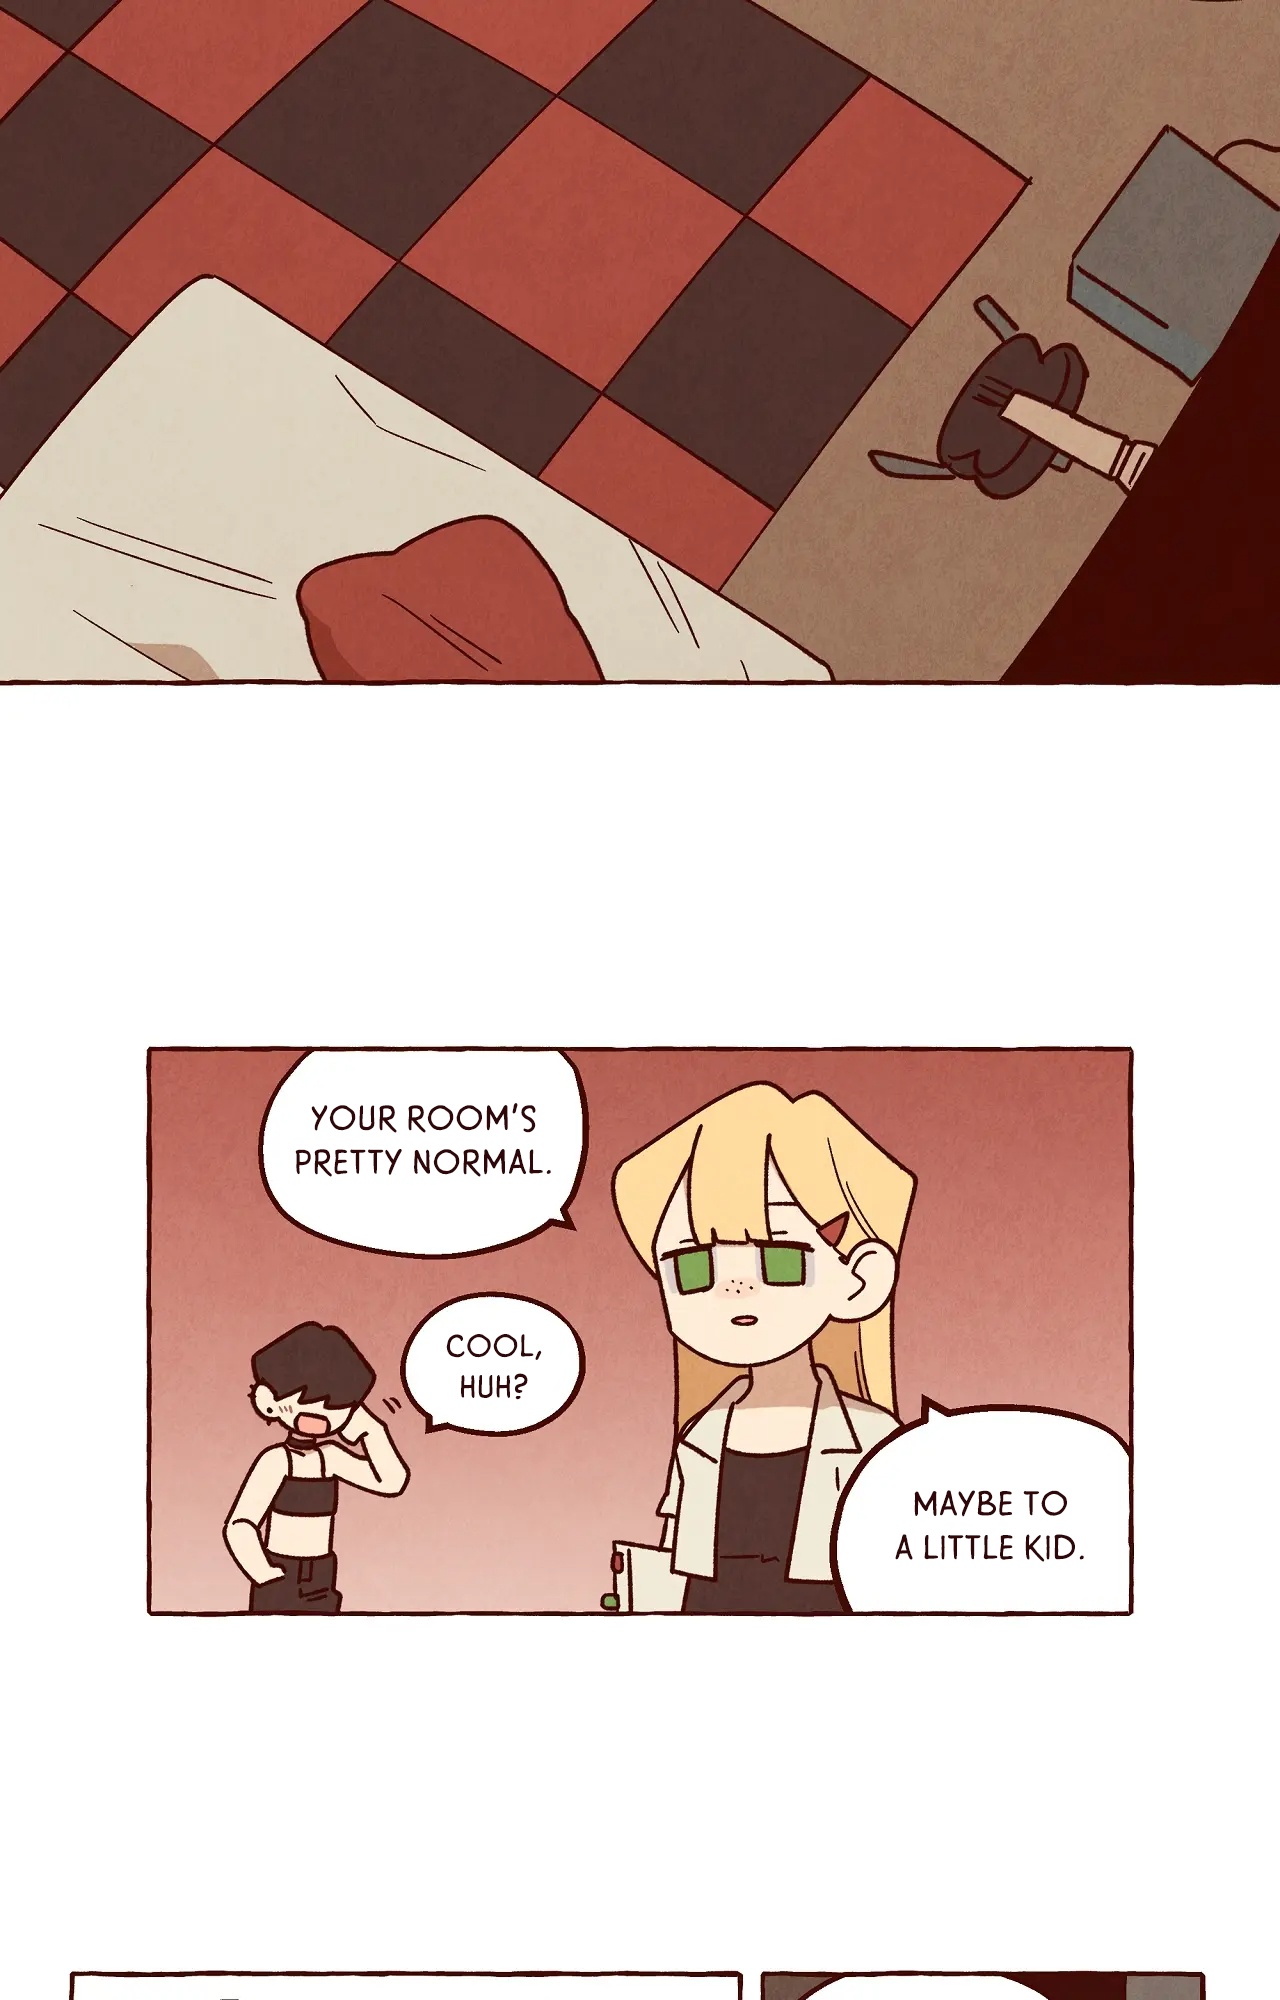 YOUR ROOM'S
PRETTY NORMAL.
COOL,
HUH?
MAYBE TO
A LITTLE KID.